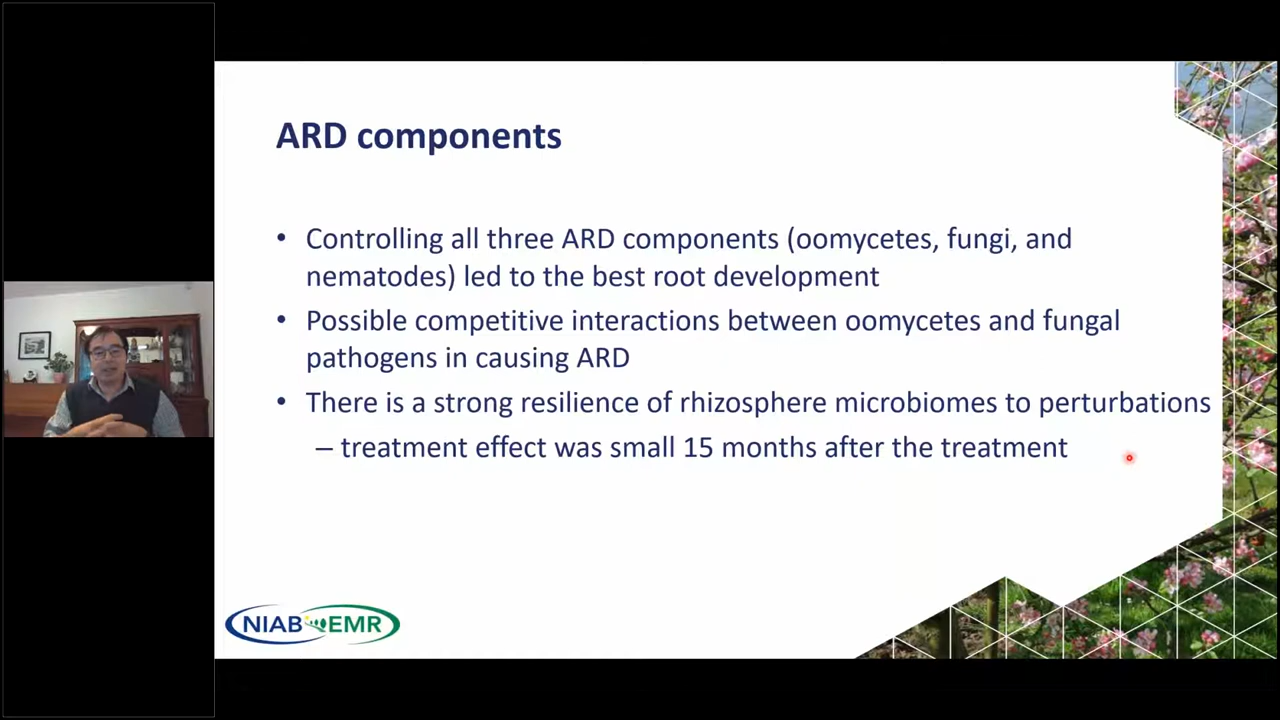 ARD components
• Controlling all three ARD components (oomycetes, fungi, and
nematodes) led to the best root development
• Possible competitive interactions between oomycetes and fungal
pathogens in causing ARD
• There is a strong resilience of rhizosphere microbiomes to perturbations
– treatment effect was small 15 months after the treatment
NIAB EMR